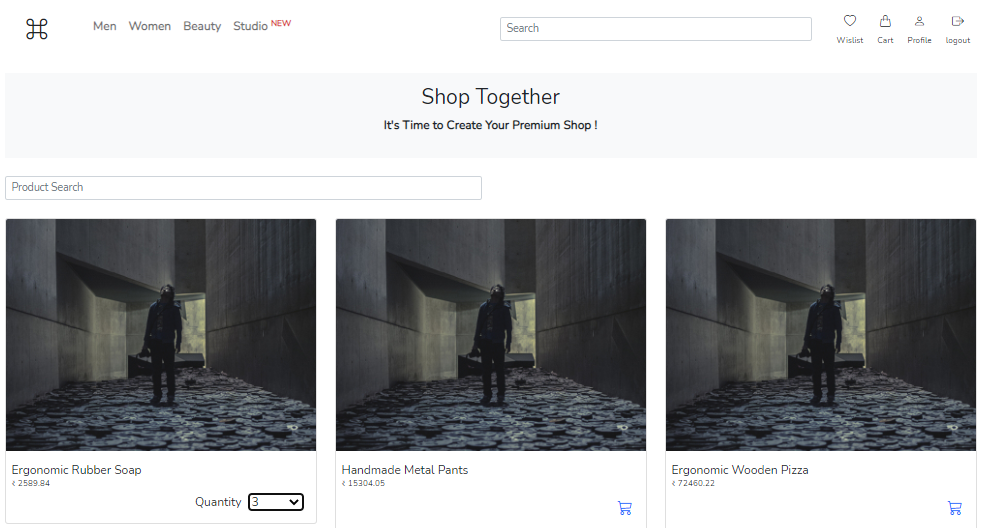 Men Women Beauty Studio NEW
Search
Wislist Cart Profile logout
Shop Together
It's Time to Create Your Premium Shop !
Product Search
Ergonomic Rubber Soap
₹ 2589.84
Quantity 3
Handmade Metal Pants
₹ 15304.05
Ergonomic Wooden Pizza
₹ 72460.22